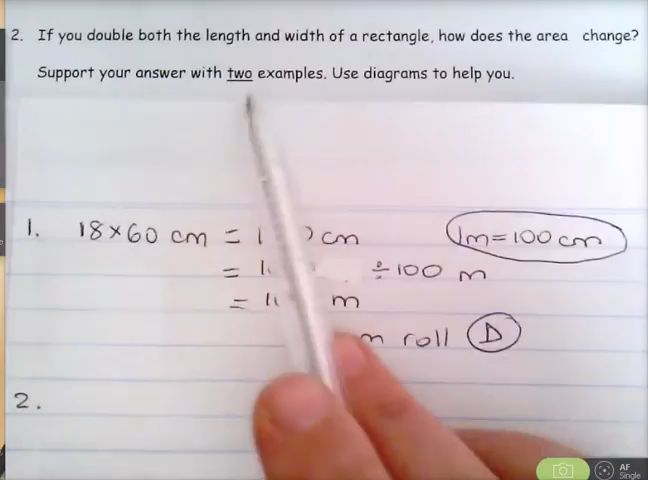 2. If you double both the length and width of a rectangle, how does the area change?
Support your answer with two examples. Use diagrams to help you.
1. 18×60 cm = cm 1m=100 cm
= ÷100 m
= m
roll D
2.
AF
Single